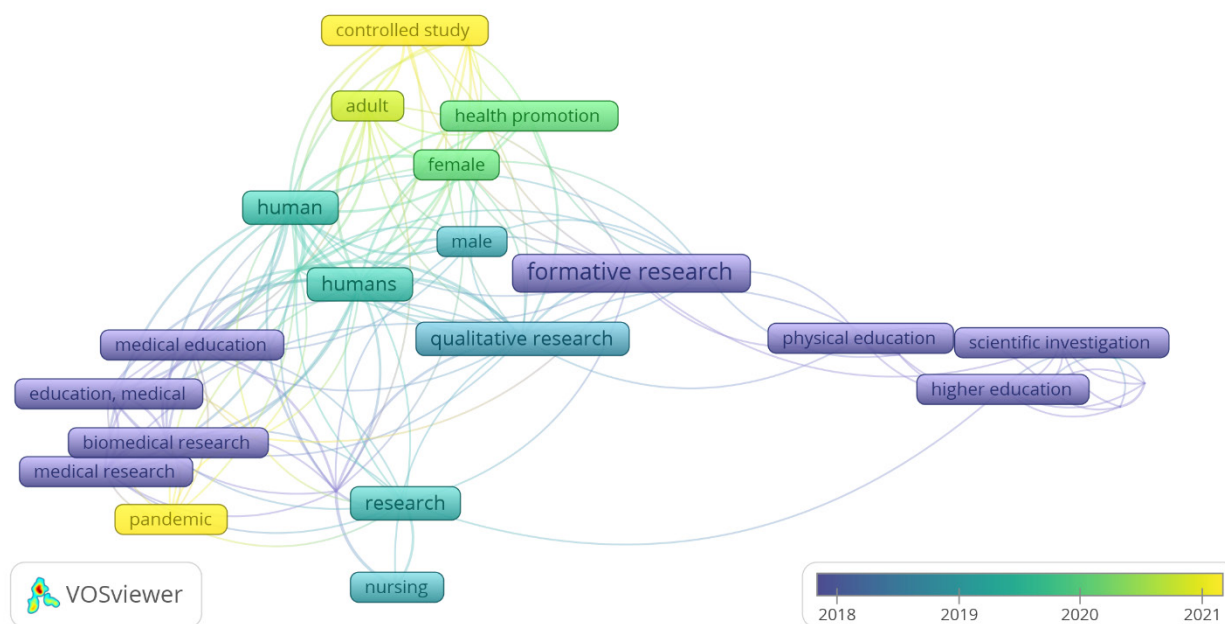 controlled study
adult
health promotion
female
human
male
formative research
humans
qualitative research
physical education
scientific investigation
medical education
education, medical
higher education
biomedical research
medical research
research
pandemic
nursing
VOSviewer
2018
2019
2020
2021